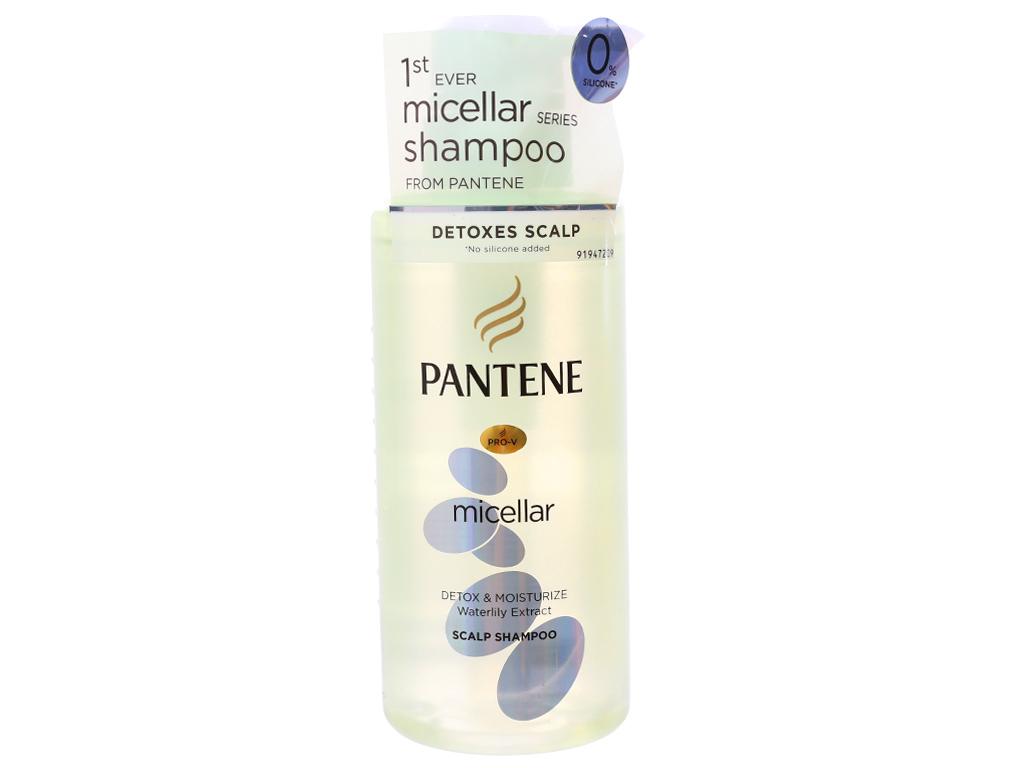 0%
SILICONE*
1st EVER
micellar SERIES
shampoo
FROM PANTENE
DETOXES SCALP
*No silicone added
PANTENE
PRO-V
micellar
DETOX & MOISTURIZE
Waterlily Extract
SCALP SHAMPOO